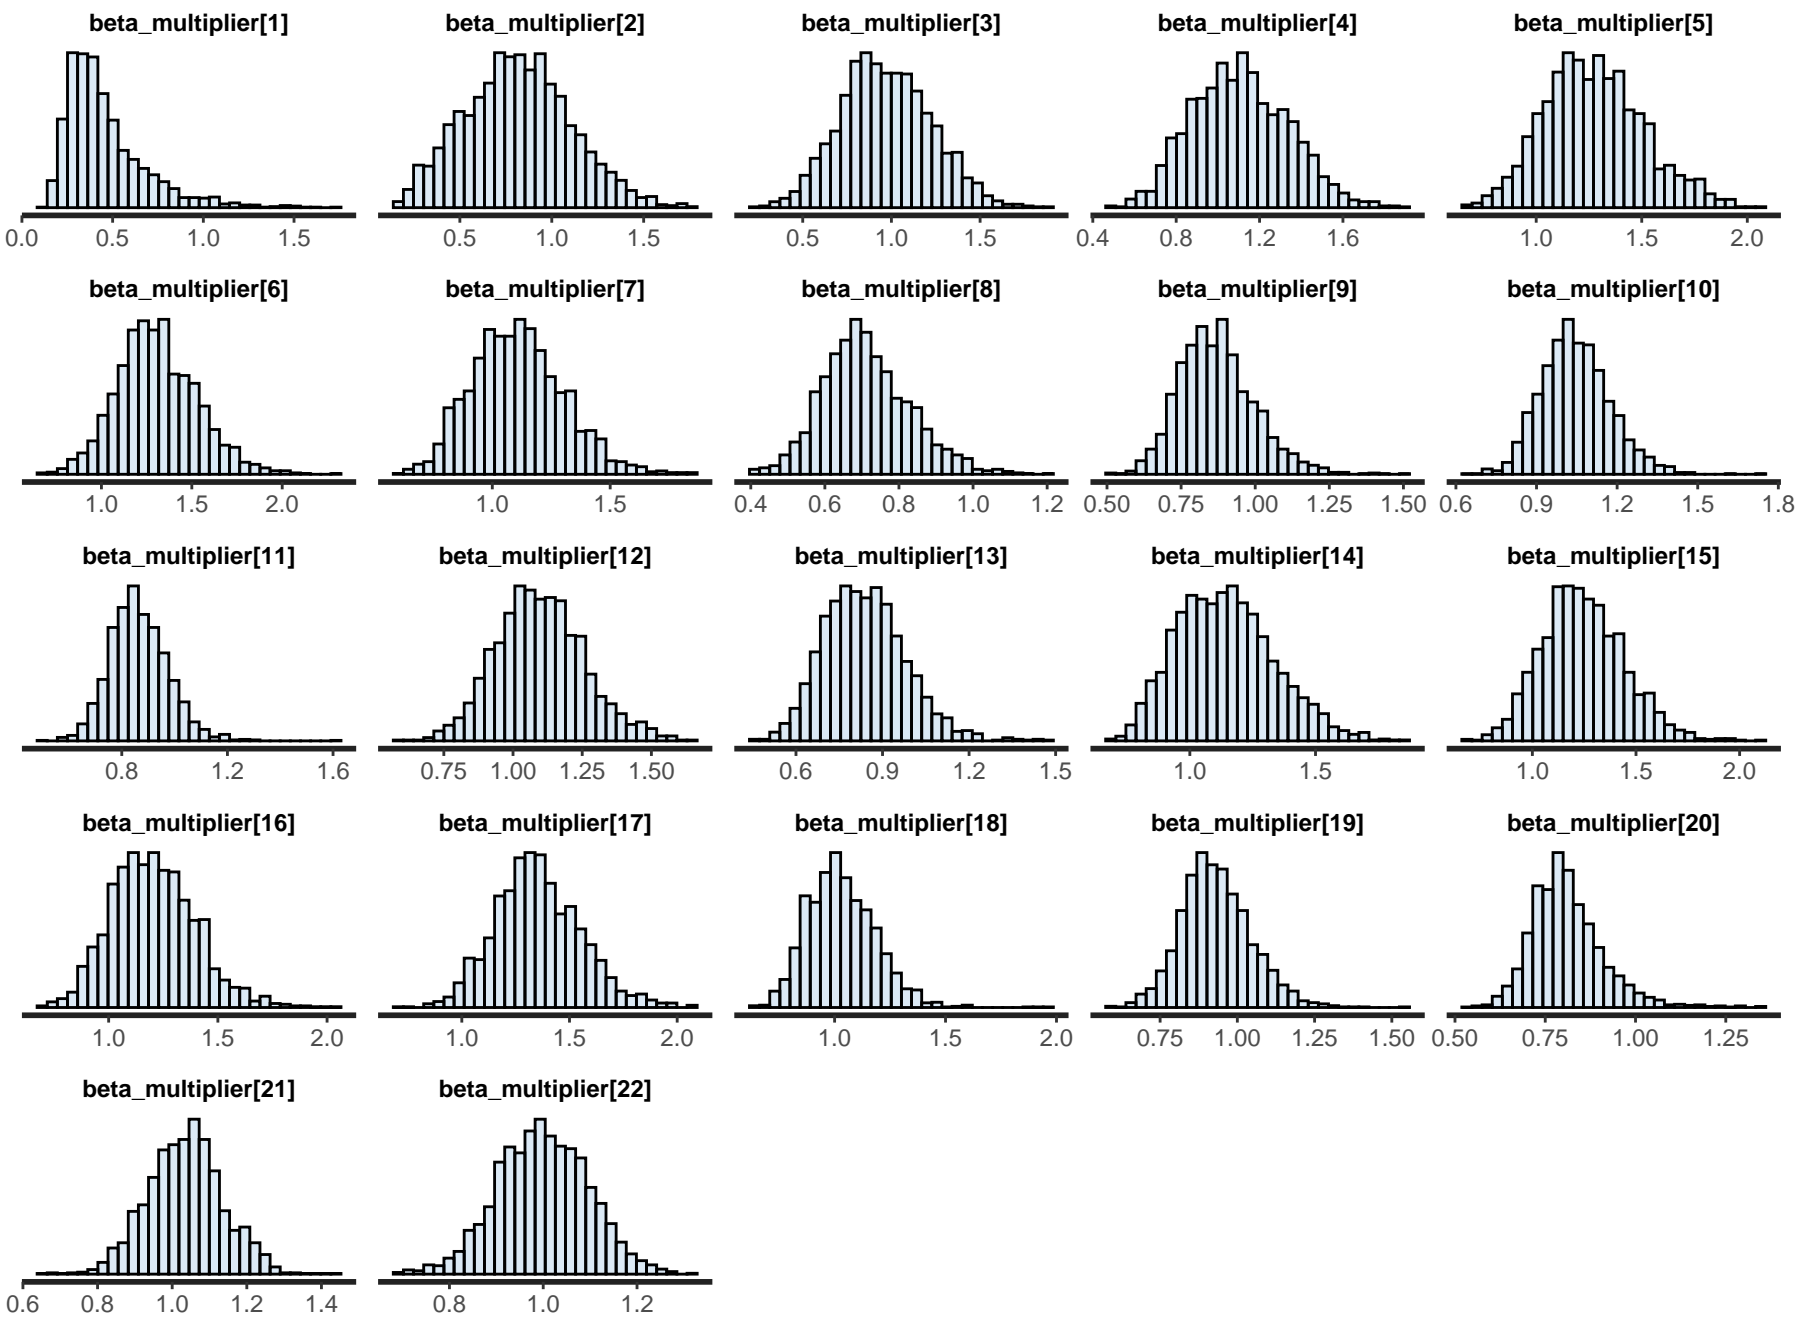 beta_multiplier[1] beta_multiplier[2] beta_multiplier[3] beta_multiplier[4] beta_multiplier[5]
0.0 0.5 1.0 1.5 0.5 1.0 1.5 0.5 1.0 1.5 0.4 0.8 1.2 1.6 1.0 1.5 2.0
beta_multiplier[6] beta_multiplier[7] beta_multiplier[8] beta_multiplier[9] beta_multiplier[10]
1.0 1.5 2.0 1.0 1.5 0.4 0.6 0.8 1.0 1.2 0.50 0.75 1.00 1.25 1.50 0.6 0.9 1.2 1.5 1.8
beta_multiplier[11] beta_multiplier[12] beta_multiplier[13] beta_multiplier[14] beta_multiplier[15]
0.8 1.2 1.6 0.75 1.00 1.25 1.50 0.6 0.9 1.2 1.5 1.0 1.5 1.0 1.5 2.0
beta_multiplier[16] beta_multiplier[17] beta_multiplier[18] beta_multiplier[19] beta_multiplier[20]
1.0 1.5 2.0 1.0 1.5 2.0 1.0 1.5 2.0 0.75 1.00 1.25 1.50 0.50 0.75 1.00 1.25
beta_multiplier[21] beta_multiplier[22]
0.6 0.8 1.0 1.2 1.4 0.8 1.0 1.2